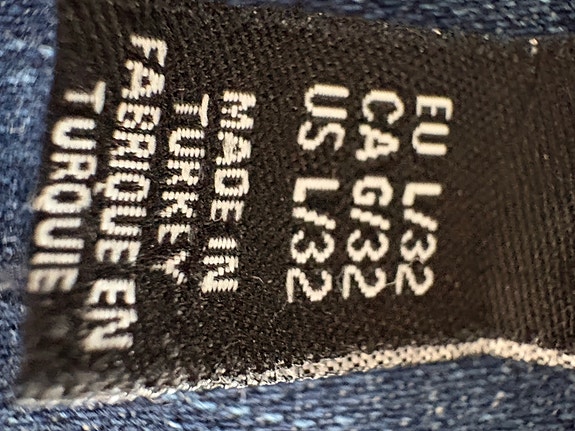 EU L/32
CA G/32
US L/32
MADE IN
TURKEY
FABRIQUE EN
TURQUIE